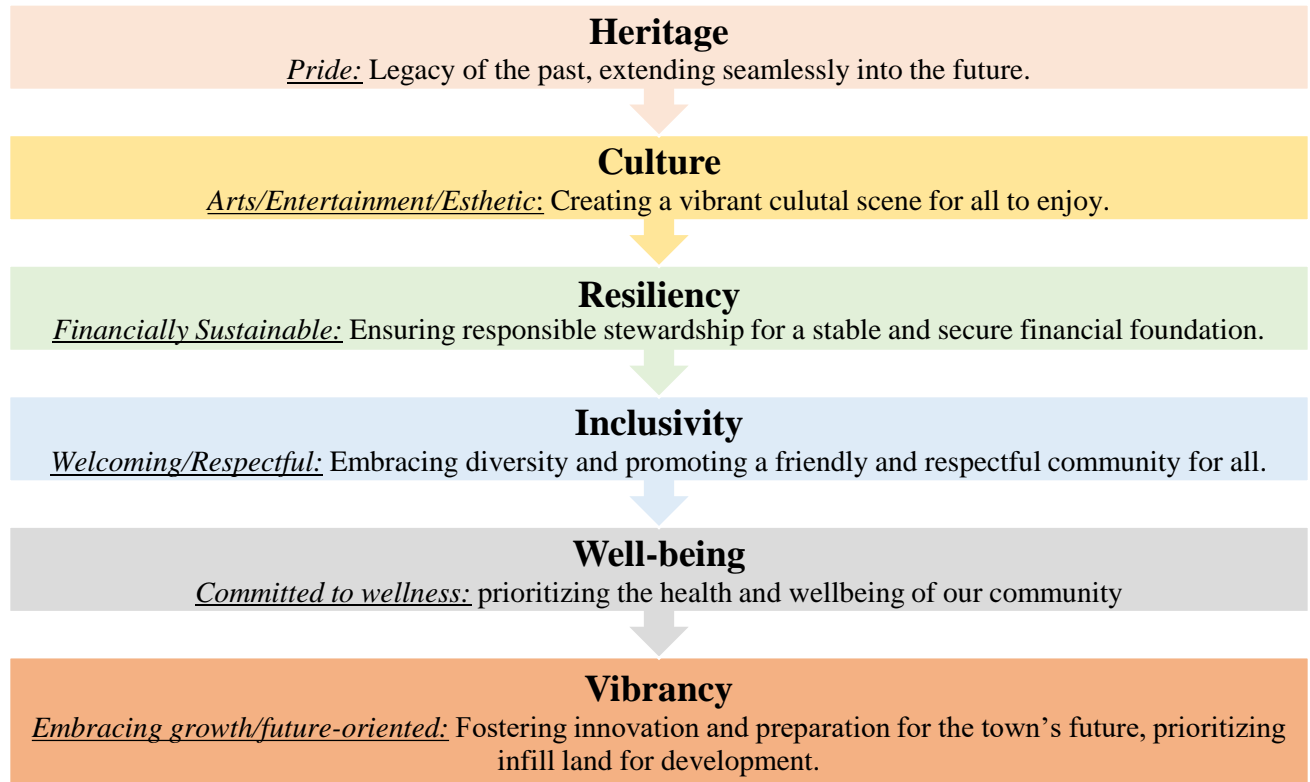 Heritage
Pride: Legacy of the past, extending seamlessly into the future.
Culture
Arts/Entertainment/Esthetic: Creating a vibrant culutal scene for all to enjoy.
Resiliency
Financially Sustainable: Ensuring responsible stewardship for a stable and secure financial foundation.
Inclusivity
Welcoming/Respectful: Embracing diversity and promoting a friendly and respectful community for all.
Well-being
Committed to wellness: prioritizing the health and wellbeing of our community
Vibrancy
Embracing growth/future-oriented: Fostering innovation and preparation for the town’s future, prioritizing
infill land for development.